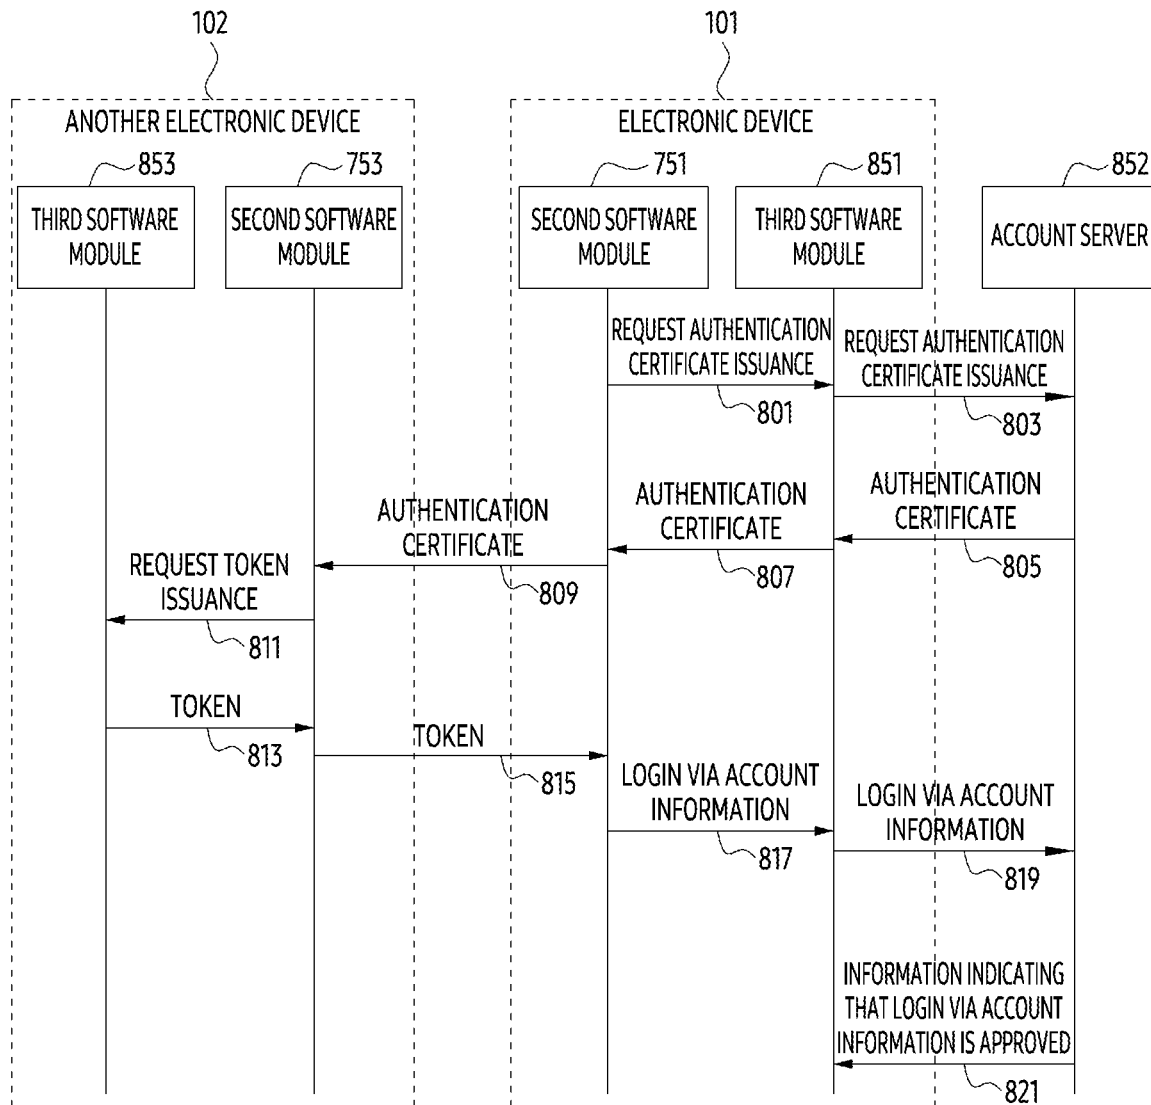 102
101
ANOTHER ELECTRONIC DEVICE
ELECTRONIC DEVICE
853
753
751
851
852
THIRD SOFTWARE
MODULE
SECOND SOFTWARE
MODULE
SECOND SOFTWARE
MODULE
THIRD SOFTWARE
MODULE
ACCOUNT SERVER
REQUEST AUTHENTICATION
CERTIFICATE ISSUANCE
801
REQUEST AUTHENTICATION
CERTIFICATE ISSUANCE
803
AUTHENTICATION
CERTIFICATE
805
AUTHENTICATION
CERTIFICATE
807
AUTHENTICATION
CERTIFICATE
809
REQUEST TOKEN
ISSUANCE
811
TOKEN
813
TOKEN
815
LOGIN VIA ACCOUNT
INFORMATION
817
LOGIN VIA ACCOUNT
INFORMATION
819
INFORMATION INDICATING
THAT LOGIN VIA ACCOUNT
INFORMATION IS APPROVED
821